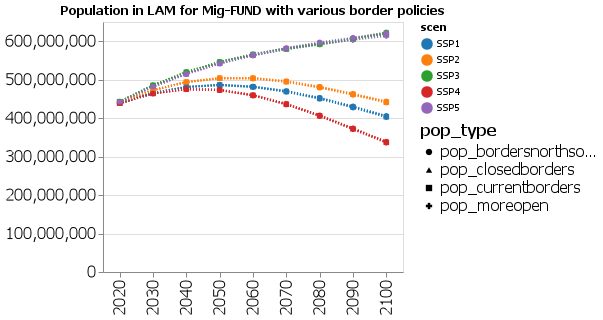 Population in LAM for Mig-FUND with various border policies
600,000,000
500,000,000
400,000,000
300,000,000
200,000,000
100,000,000
0
2020
2030
2040
2050
2060
2070
2080
2090
2100
scen
SSP1
SSP2
SSP3
SSP4
SSP5
pop_type
pop_bordersnorthso...
pop_closedborders
pop_currentborders
pop_moreopen